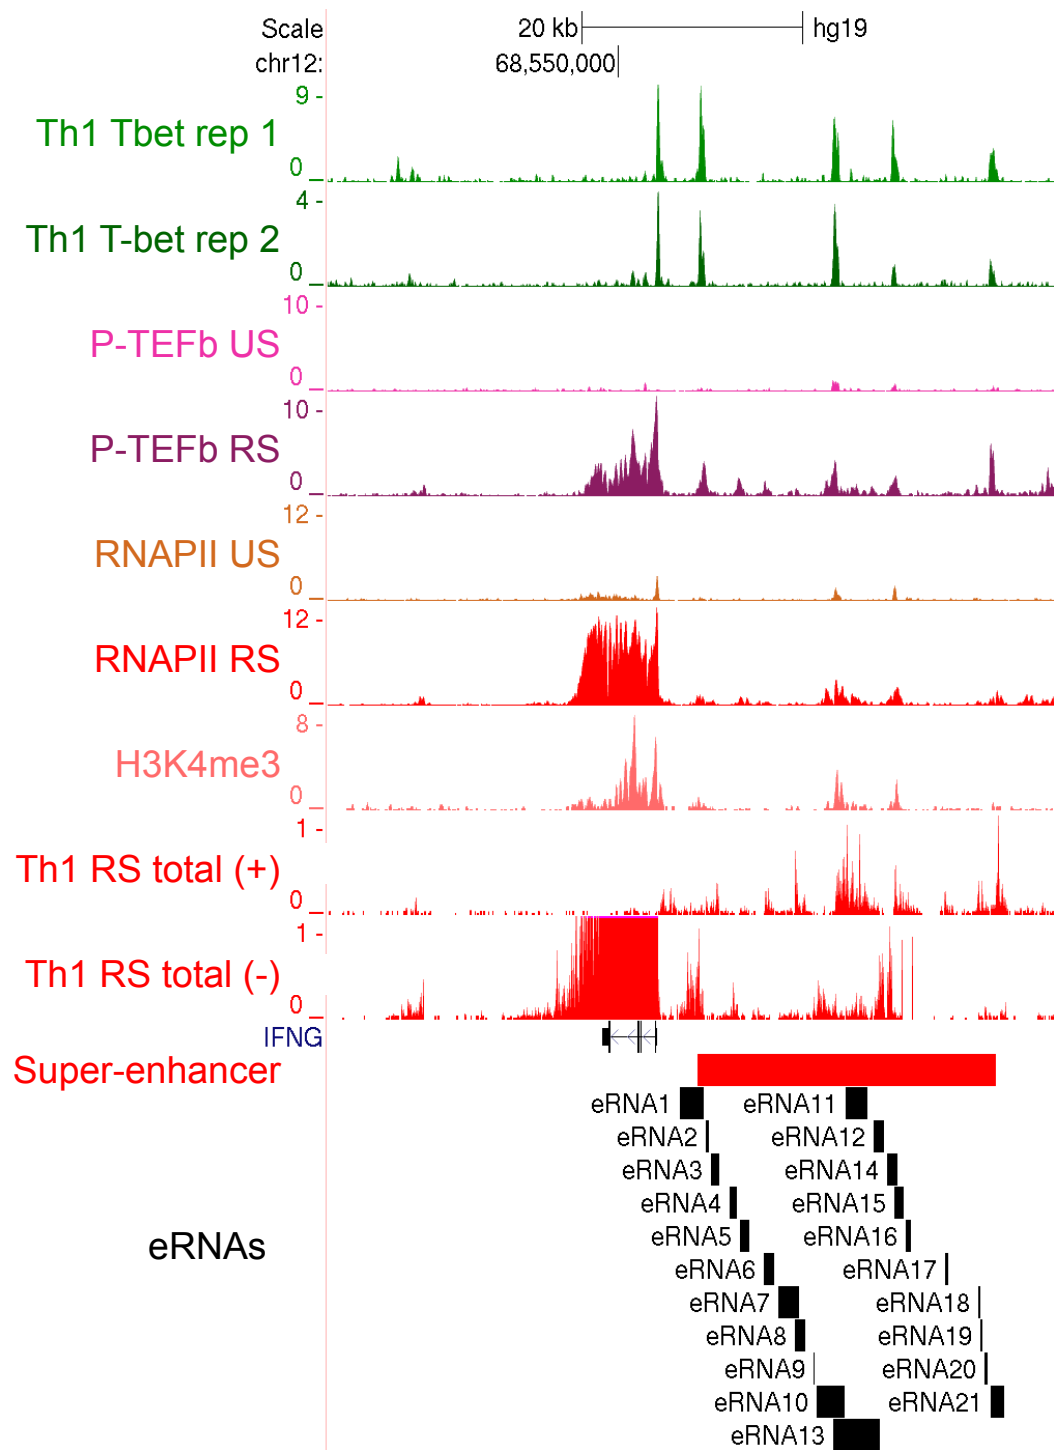 Scale 20 kb hg19
chr12: 68,550,000
9 -
Th1 Tbet rep 1
0
4 -
Th1 T-bet rep 2
0
10 -
P-TEFb US
0
10 -
P-TEFb RS
0
12 -
RNAPII US
0
12 -
RNAPII RS
0
8 -
H3K4me3
0
1 -
Th1 RS total (+)
0
1 -
Th1 RS total (-)
0
IFNG
Super-enhancer
eRNA1 eRNA11
eRNA2 eRNA12
eRNA3 eRNA14
eRNA4 eRNA15
eRNA5 eRNA16
eRNAs
eRNA6 eRNA17
eRNA7 eRNA18
eRNA8 eRNA19
eRNA9 eRNA20
eRNA10 eRNA21
eRNA13